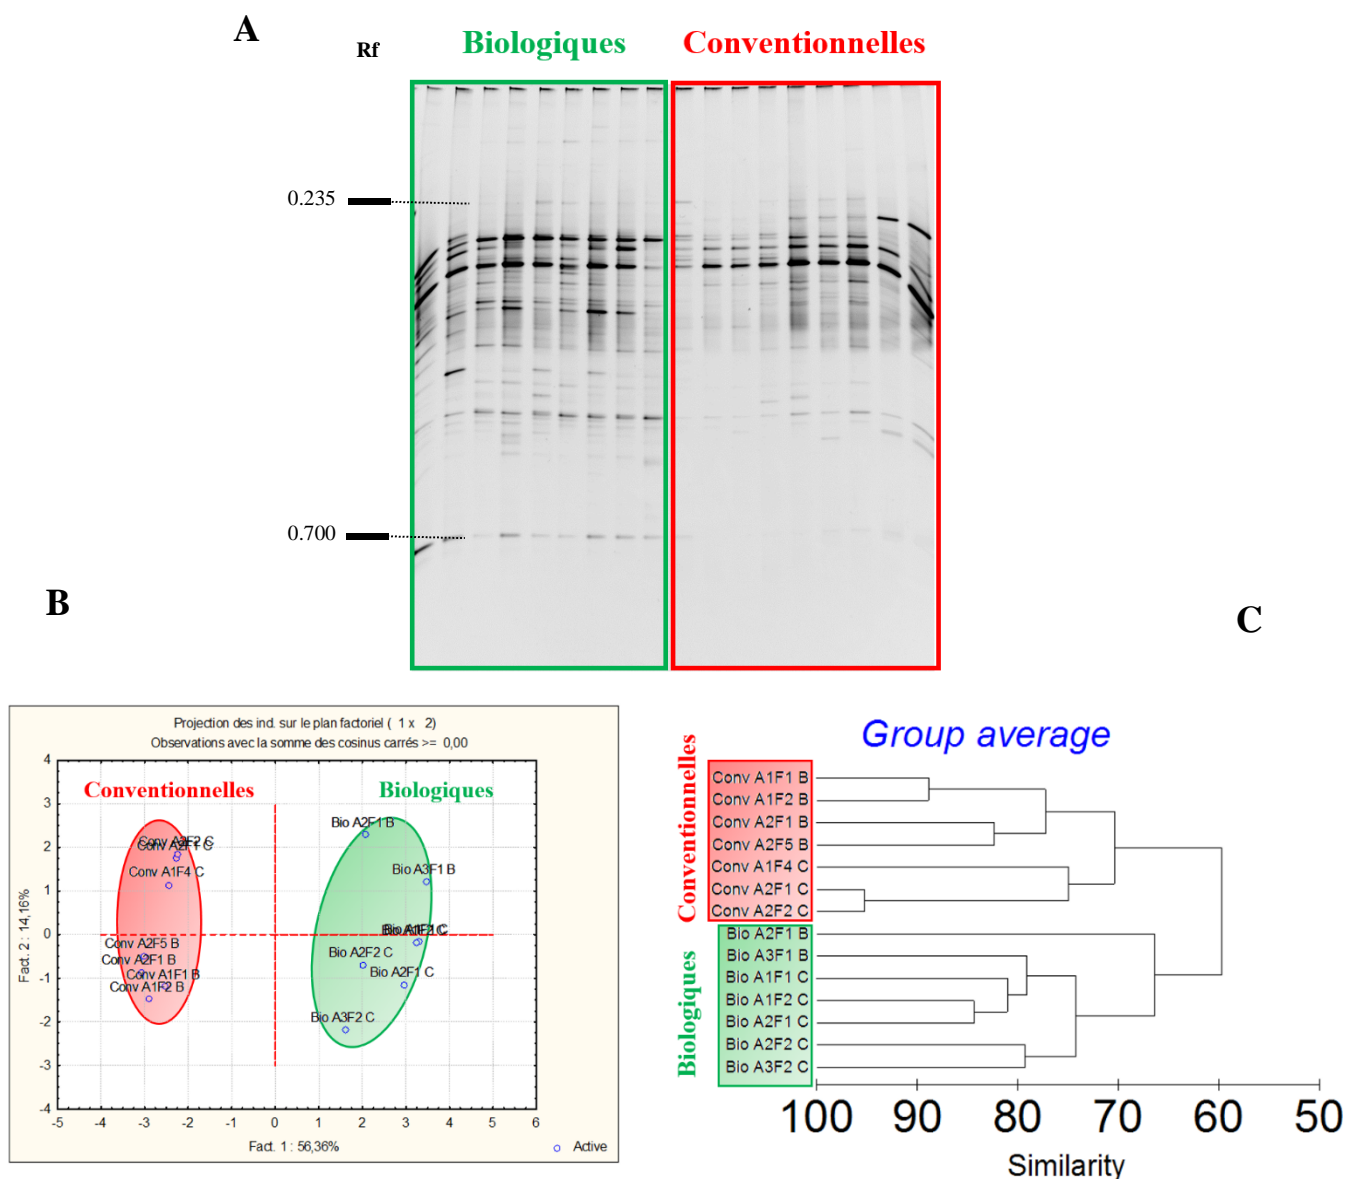 A
Rf
Biologiques
Conventionnelles
0.235
0.700
B
C
Projection des ind. sur le plan factoriel ( 1 x 2)
Observations avec la somme des cosinus carrés >= 0,00
Conventionnelles
Biologiques
Bio A2F1 B
Conv A2F2 C
Conv A2F1 C
Conv A1F4 C
Bio A3F1 B
Conv A2F5 B
Conv A2F1 B
Conv A1F1 B
Conv A1F2 B
Bio A2F2 C
Bio A2F1 C
Bio A3F2 C
4
3
2
1
0
-1
-2
-3
-4
-5 -4 -3 -2 -1 0 1 2 3 4 5 6
Fact. 2 : 14,16%
Fact. 1 : 56,36%
Active
Group average
Conventionnelles
Conv A1F1 B
Conv A1F2 B
Conv A2F1 B
Conv A2F5 B
Conv A1F4 C
Conv A2F1 C
Conv A2F2 C
Biologiques
Bio A2F1 B
Bio A3F1 B
Bio A1F1 C
Bio A1F2 C
Bio A2F1 C
Bio A2F2 C
Bio A3F2 C
100 90 80 70 60 50
Similarity